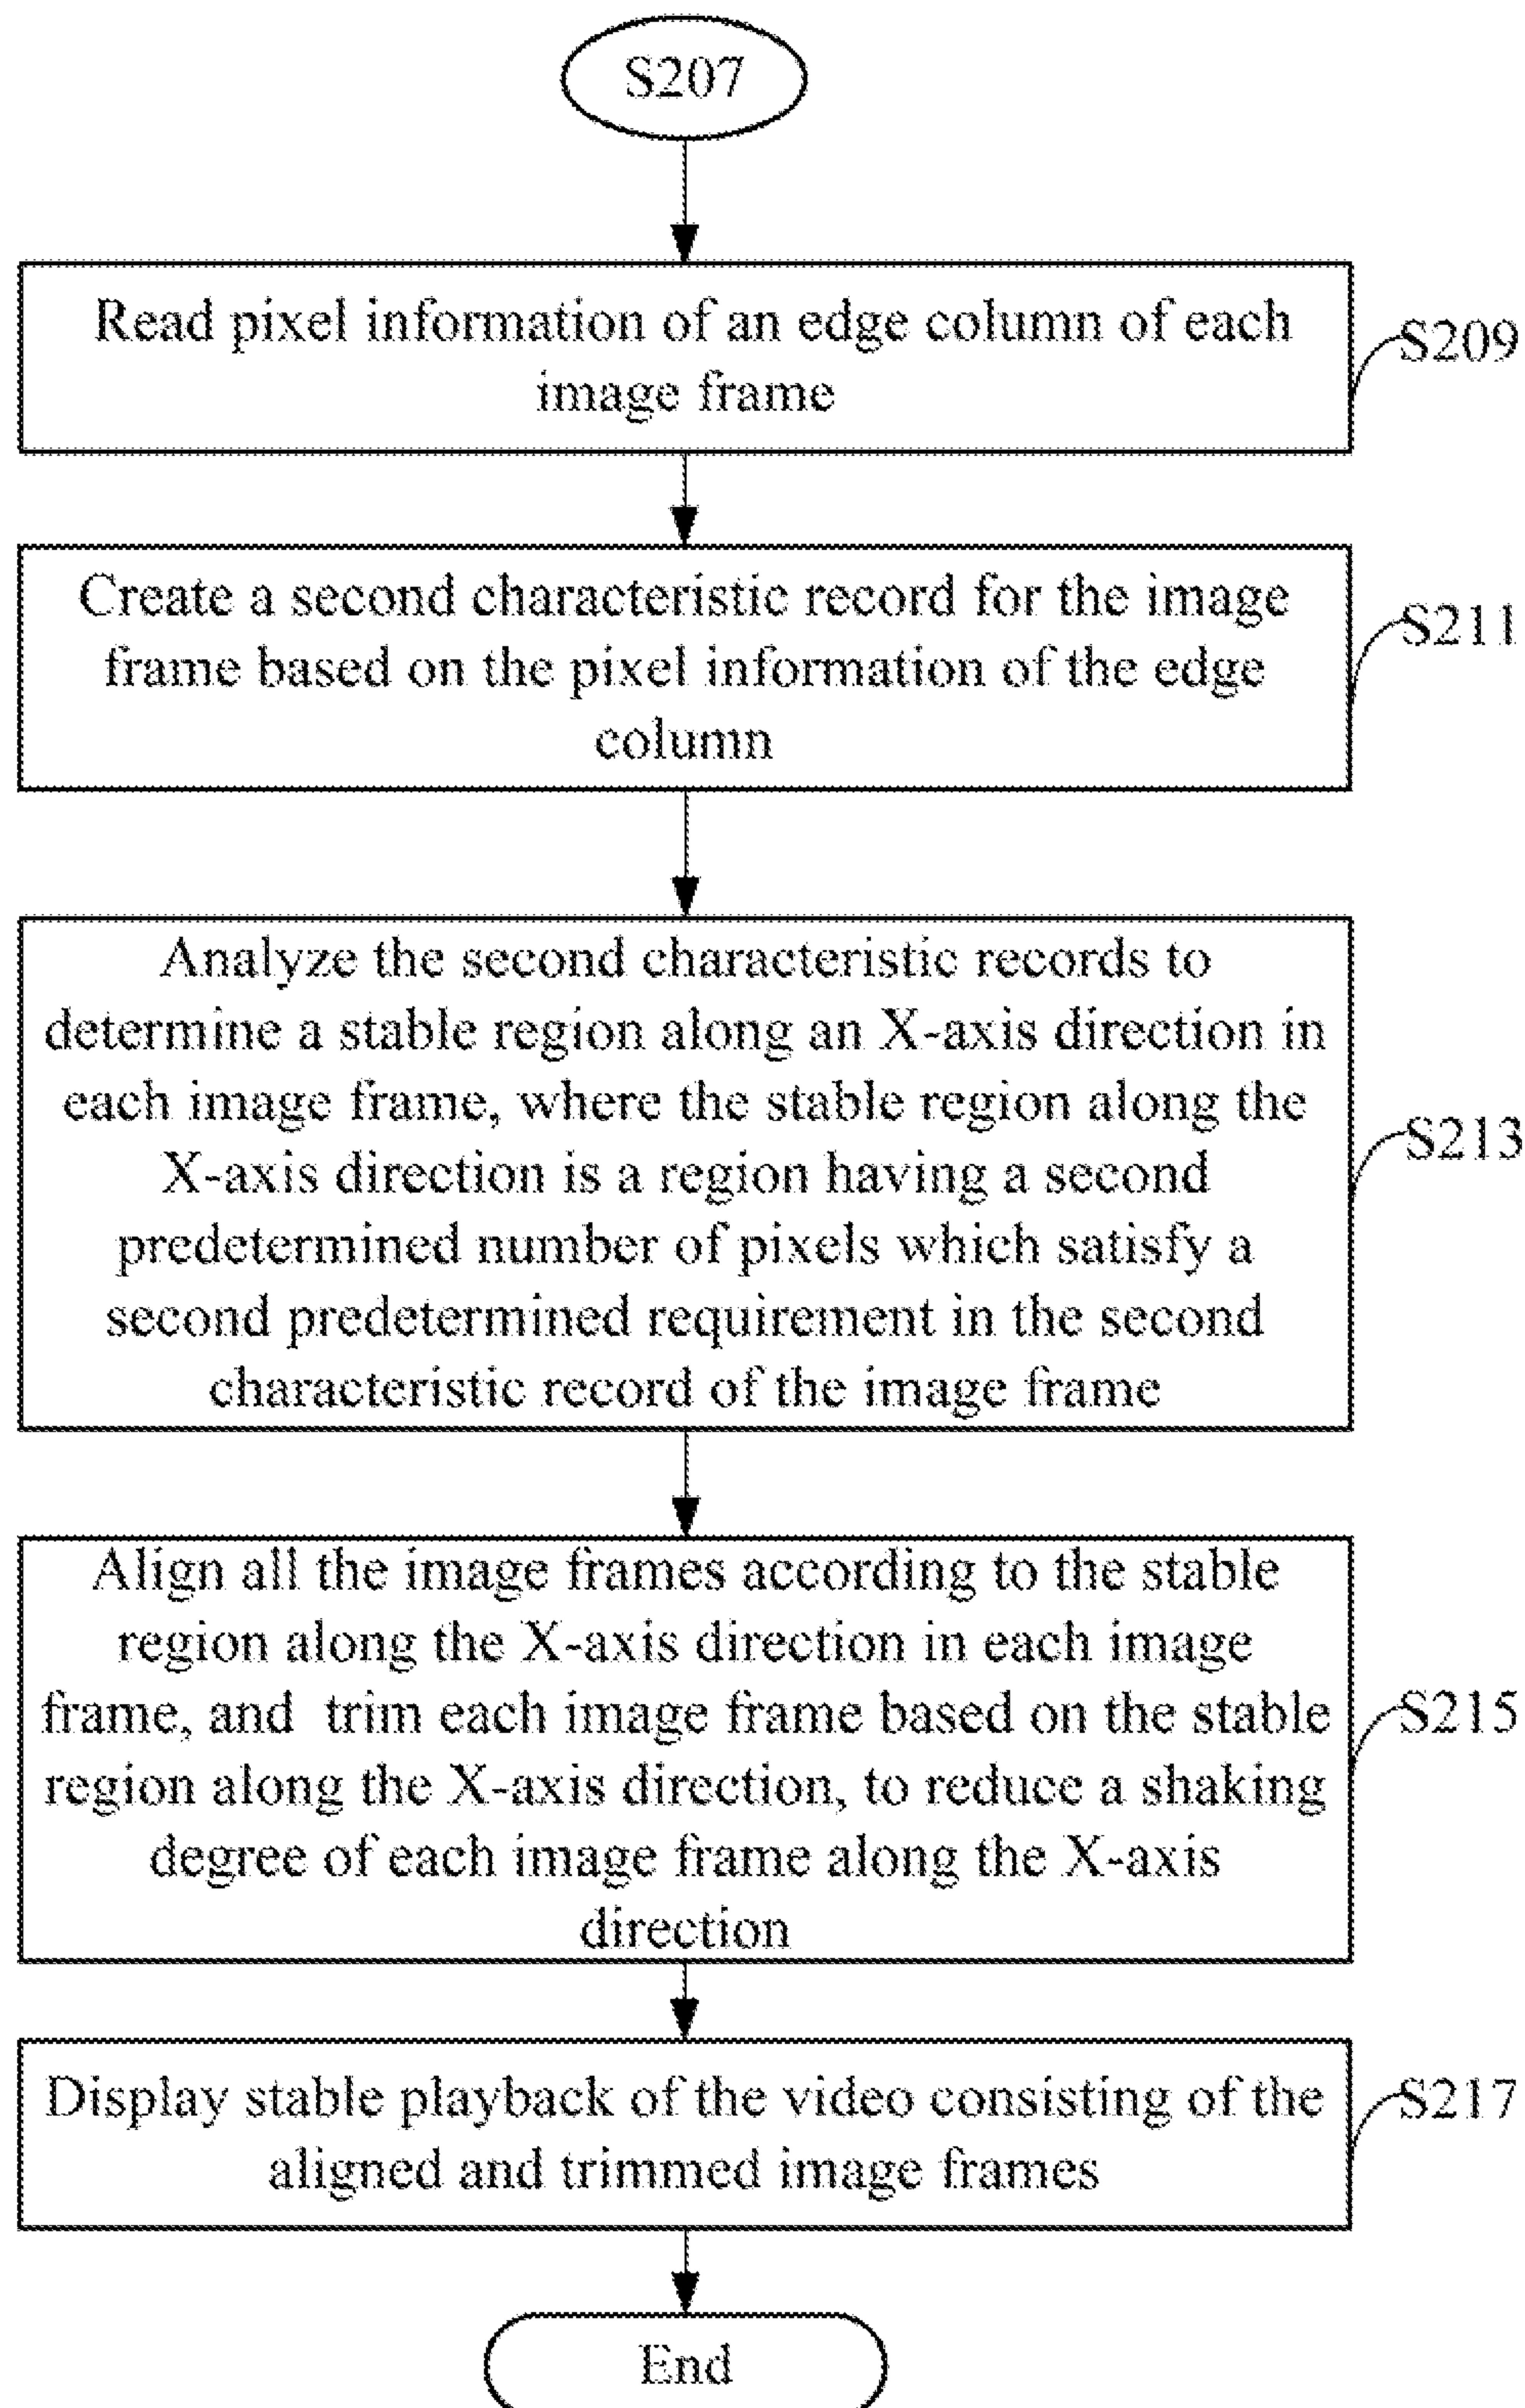 S207
Read pixel information of an edge column of each
image frame
S209
Create a second characteristic record for the image
frame based on the pixel information of the edge
column
S211
Analyze the second characteristic records to
determine a stable region along an X-axis direction in
each image frame, where the stable region along the
X-axis direction is a region having a second
predetermined number of pixels which satisfy a
second predetermined requirement in the second
characteristic record of the image frame
S213
Align all the image frames according to the stable
region along the X-axis direction in each image
frame, and trim each image frame based on the stable
region along the X-axis direction, to reduce a shaking
degree of each image frame along the X-axis
direction
S215
Display stable playback of the video consisting of the
aligned and trimmed image frames
S217
End